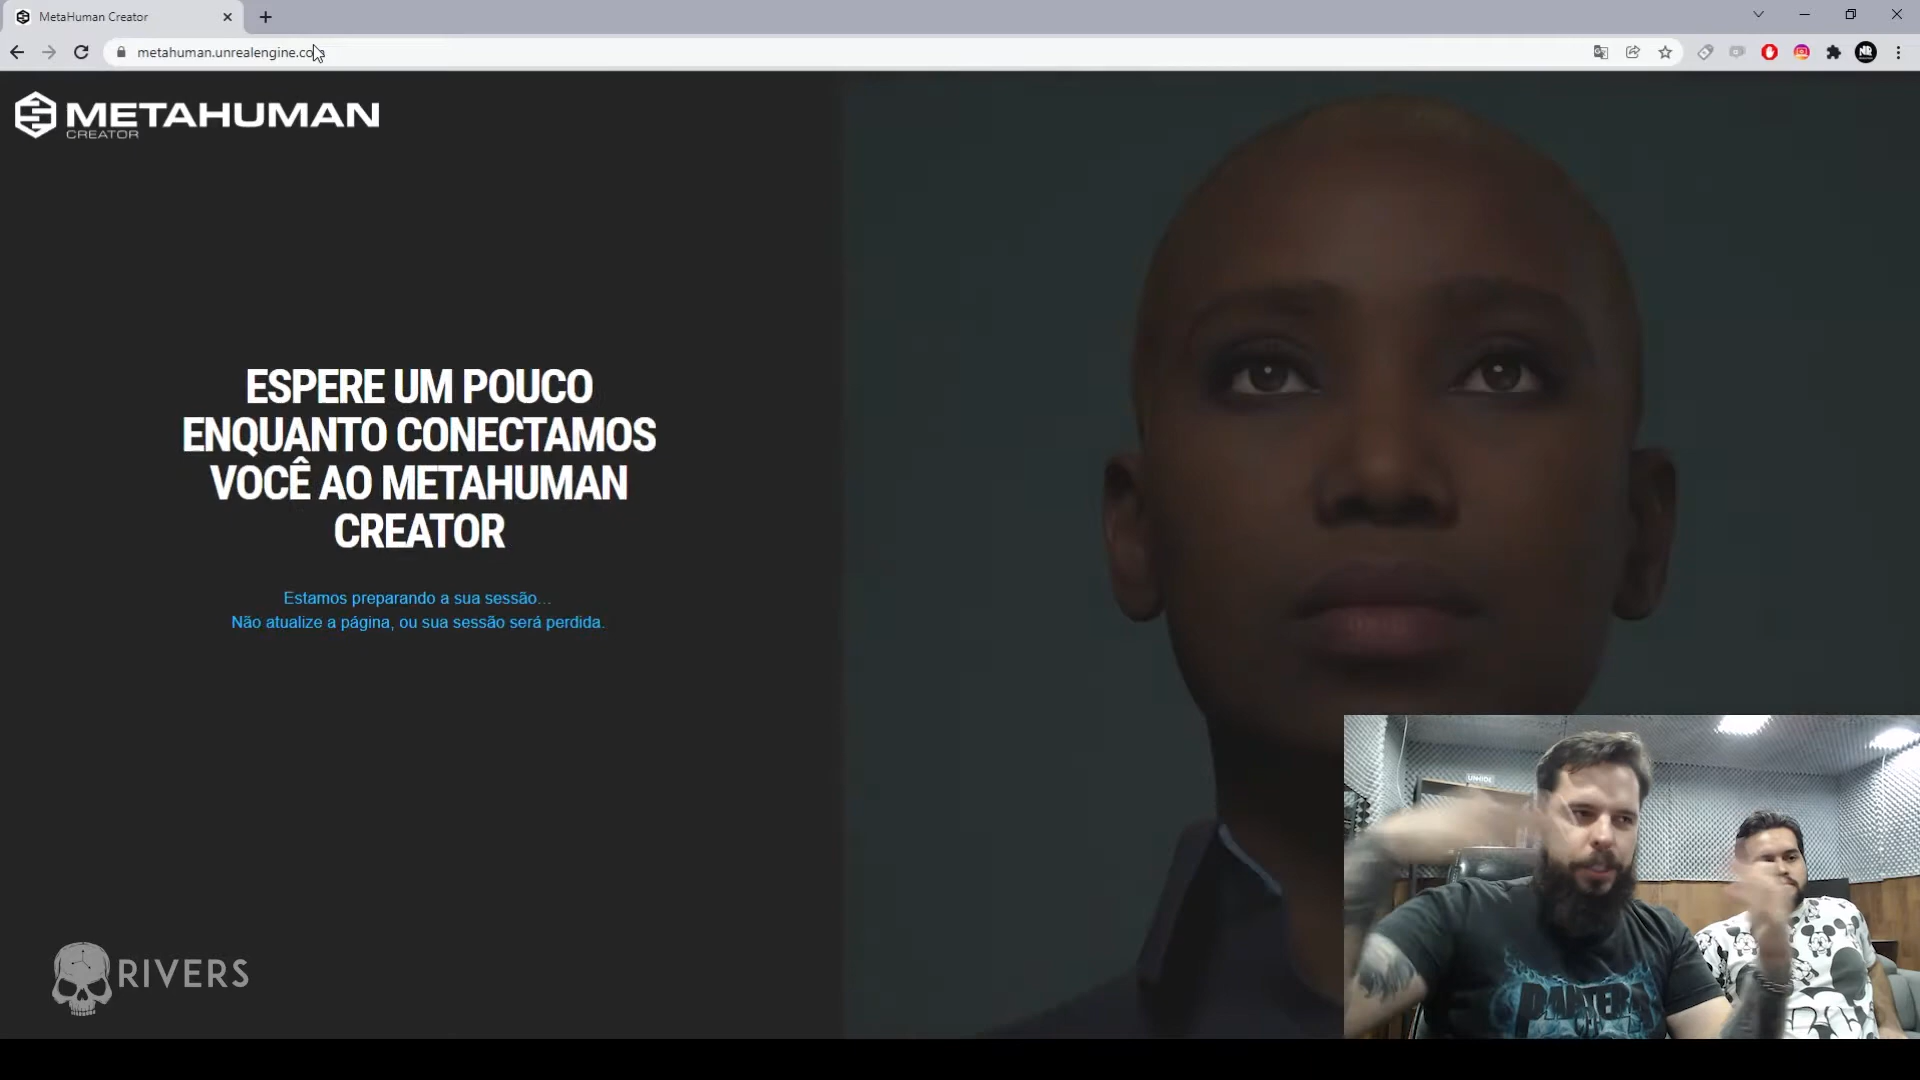 MetaHuman Creator
metahuman.unrealengine.com
METAHUMAN
CREATOR
ESPERE UM POUCO
ENQUANTO CONECTAMOS
VOCÊ AO METAHUMAN
CREATOR
Estamos preparando a sua sessão...
Não atualize a página, ou sua sessão será perdida.
RIVERS
PANTERA